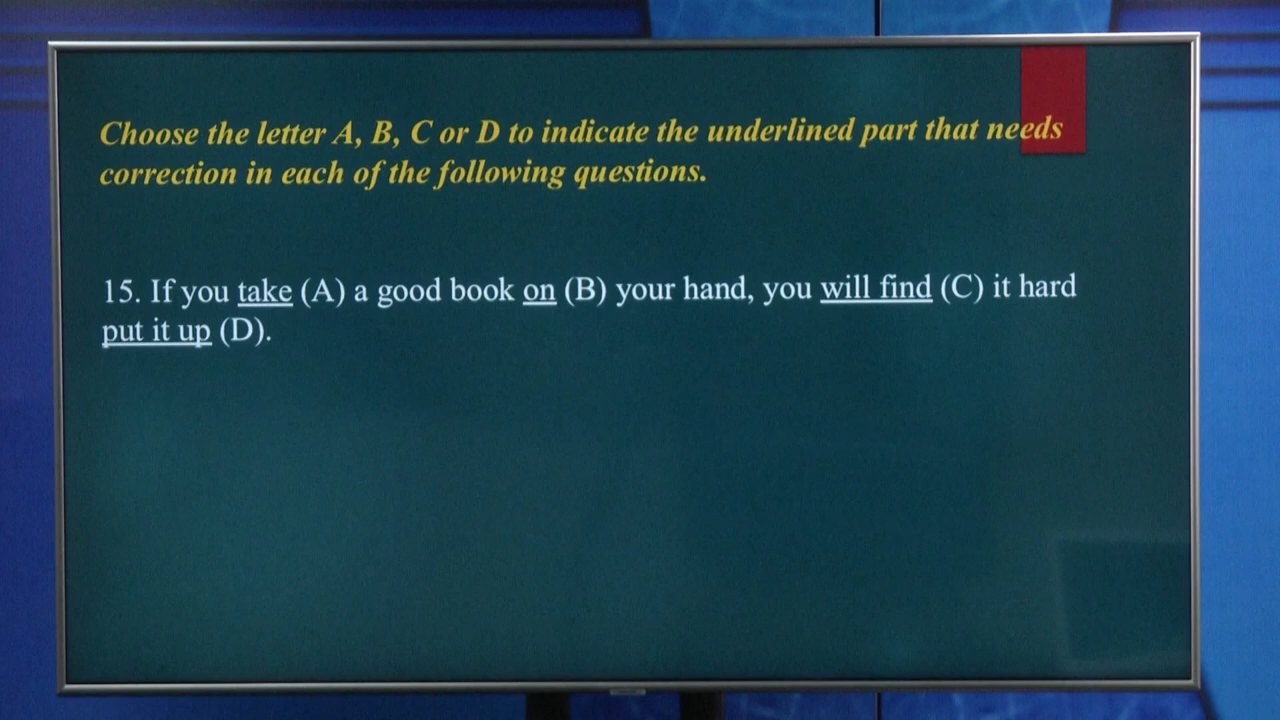 Choose the letter A, B, C or D to indicate the underlined part that needs
correction in each of the following questions.
15. If you take (A) a good book on (B) your hand, you will find (C) it hard
put it up (D).